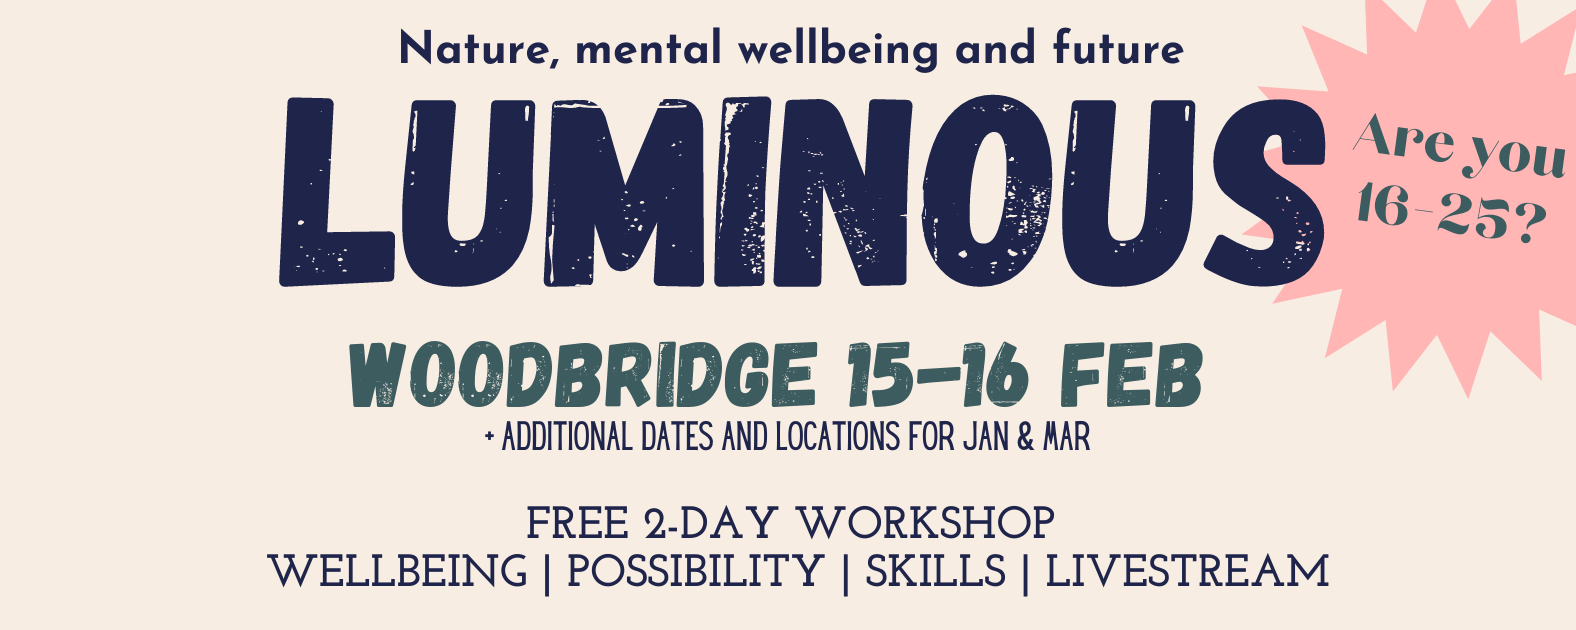 Nature, mental wellbeing and future
LUMINOUS
Are you
16-25?
WOODBRIDGE 15-16 FEB
+ ADDITIONAL DATES AND LOCATIONS FOR JAN & MAR
FREE 2-DAY WORKSHOP
WELLBEING | POSSIBILITY | SKILLS | LIVESTREAM